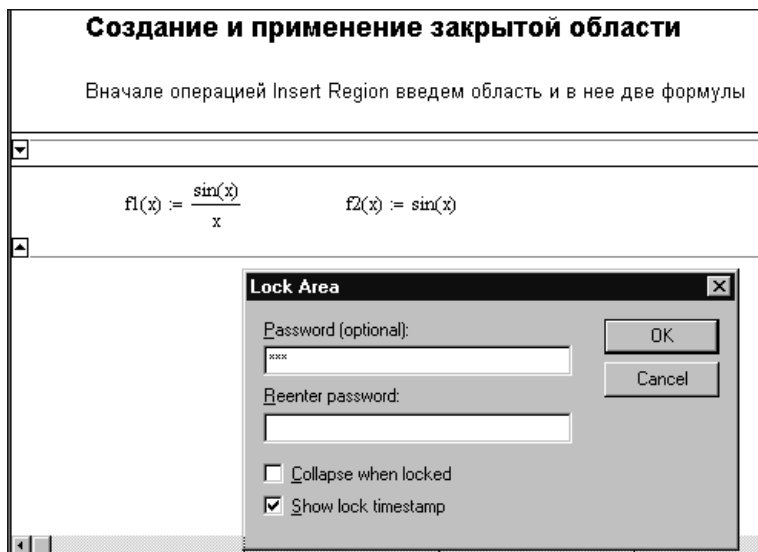 Создание и применение закрытой области
Вначале операцией Insert Region введем область и в нее две формулы
f1(x) := sin(x)/x f2(x) := sin(x)
Lock Area
Password (optional):
OK
***
Cancel
Reenter password:
Collapse when locked
Show lock timestamp